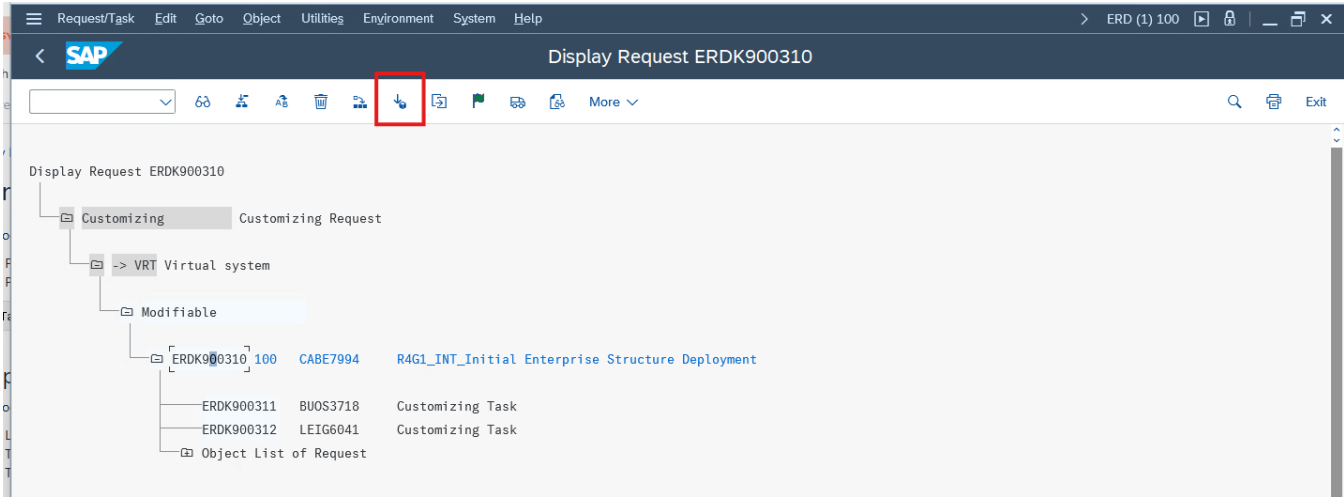 Request/Task Edit Goto Object Utilities Environment System Help ERD (1) 100
SAP Display Request ERDK900310
More Exit
Display Request ERDK900310
Customizing Customizing Request
-> VRT Virtual system
Modifiable
ERDK900310 100 CABE7994 R4G1_INT_Initial Enterprise Structure Deployment
ERDK900311 BUOS3718 Customizing Task
ERDK900312 LEIG6041 Customizing Task
Object List of Request